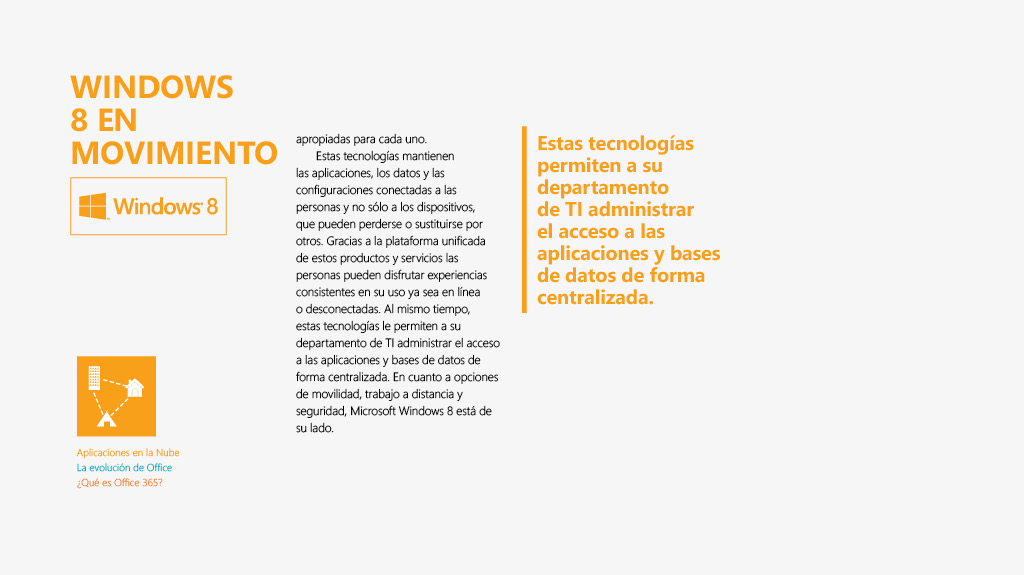 WINDOWS
8 EN
MOVIMIENTO
Windows 8
apropiadas para cada uno.
Estas tecnologías mantienen
las aplicaciones, los datos y las
configuraciones conectadas a las
personas y no sólo a los dispositivos,
que pueden perderse o sustituirse por
otros. Gracias a la plataforma unificada
de estos productos y servicios las
personas pueden disfrutar experiencias
consistentes en su uso ya sea en línea
o desconectadas. Al mismo tiempo,
estas tecnologías le permiten a su
departamento de TI administrar el acceso
a las aplicaciones y bases de datos de
forma centralizada. En cuanto a opciones
de movilidad, trabajo a distancia y
seguridad, Microsoft Windows 8 está de
su lado.
Estas tecnologías
permiten a su
departamento
de TI administrar
el acceso a las
aplicaciones y bases
de datos de forma
centralizada.
Aplicaciones en la Nube
La evolución de Office
¿Qué es Office 365?